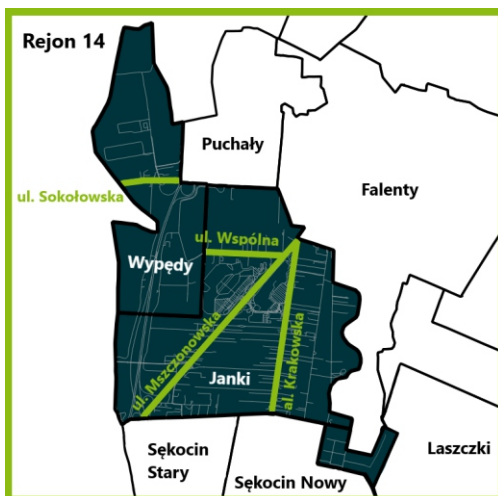 Rejon 14
Puchały
Falenty
ul. Sokołowska
ul. Wspólna
Wypędy
ul. Mszczonowska
al. Krakowska
Janki
Sękocin
Stary
Sękocin Nowy
Laszczki